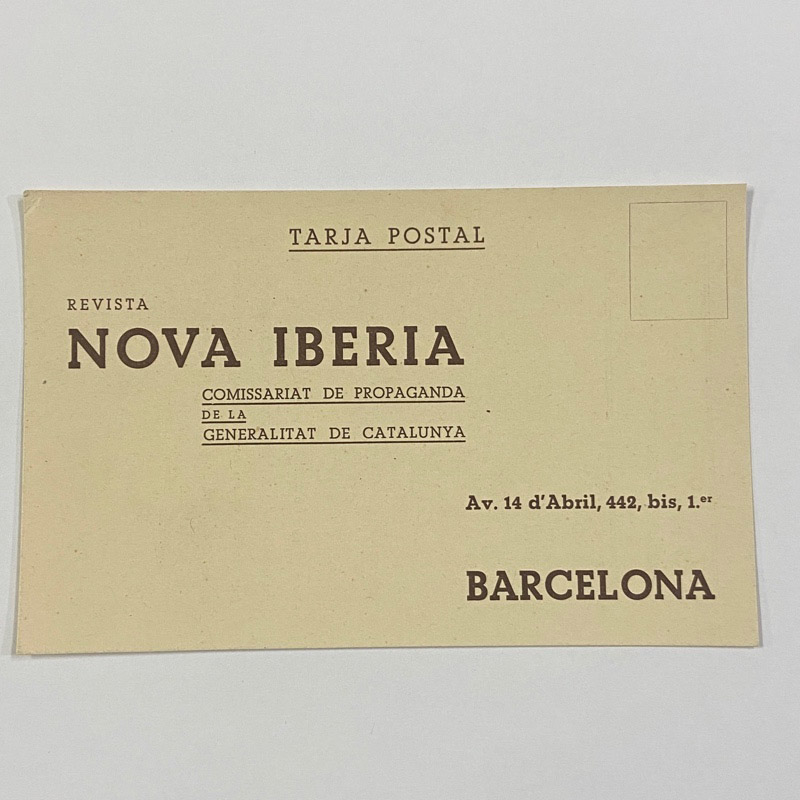 TARJA POSTAL
REVISTA
NOVA IBERIA
COMISSARIAT DE PROPAGANDA
DE LA
GENERALITAT DE CATALUNYA
Av. 14 d'Abril, 442, bis, 1.er
BARCELONA